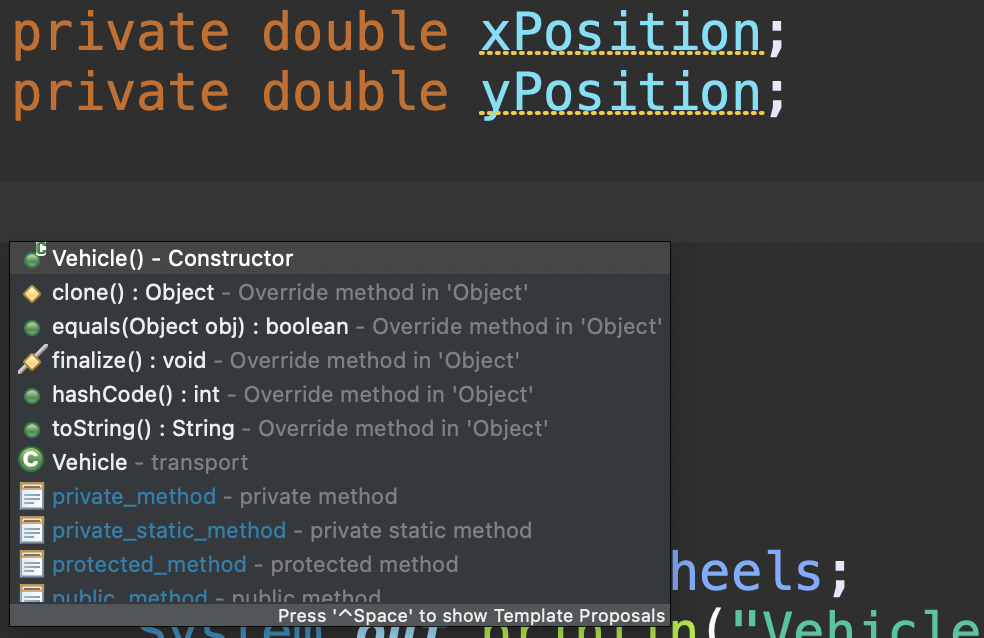 private double xPosition;
private double yPosition;
Vehicle() - Constructor
clone() : Object - Override method in 'Object'
equals(Object obj) : boolean - Override method in 'Object'
finalize() : void - Override method in 'Object'
hashCode() : int - Override method in 'Object'
toString() : String - Override method in 'Object'
Vehicle - transport
private_method - private method
private_static_method - private static method
protected_method - protected method
heels;
public_method - public method
Press '^Space' to show Template Proposals
System.out.println("Vehicle